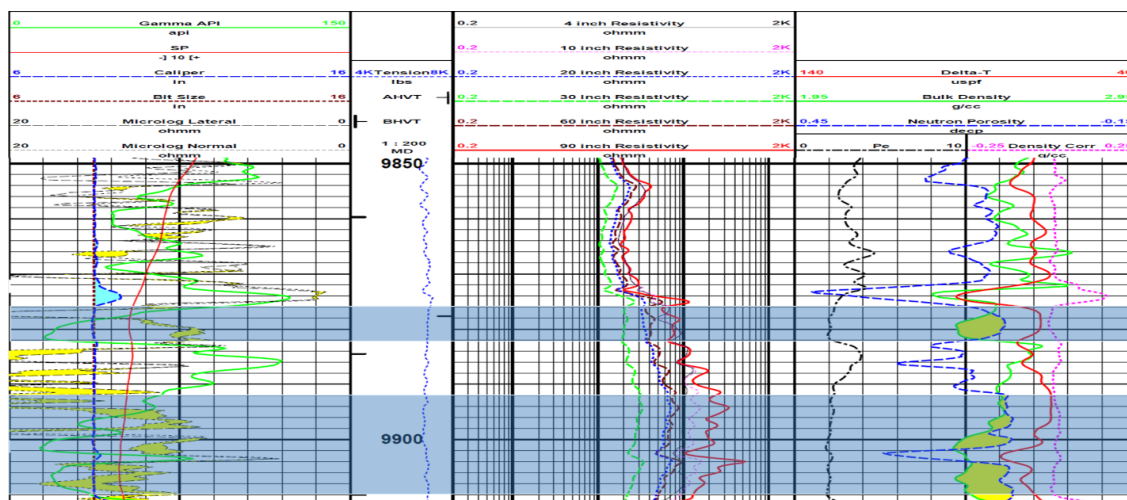 0 Gamma API 150
api
SP
-] 10 [+
6 Caliper 16
in
6 Bit Size 16
in
20 Microlog Lateral 0
ohmm
20 Microlog Normal 0
ohmm
4K Tension 8K
lbs
AHVT
BHVT
1 : 200
MD
0.2 4 inch Resistivity 2K
ohmm
0.2 10 inch Resistivity 2K
ohmm
0.2 20 inch Resistivity 2K
ohmm
0.2 30 inch Resistivity 2K
ohmm
0.2 60 inch Resistivity 2K
ohmm
0.2 90 inch Resistivity 2K
ohmm
140 Delta-T 40
uspf
1.95 Bulk Density
g/cc
0.45 Neutron Porosity
decp
0 Pe 10
-0.25 Density Corr
g/cc
9850
9900